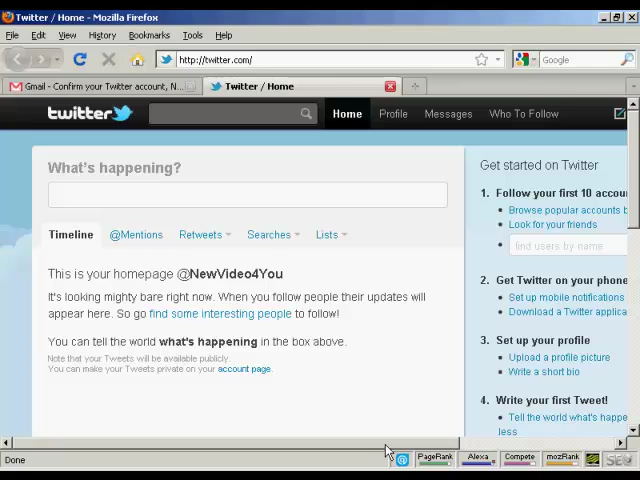 Twitter / Home - Mozilla Firefox
File Edit View History Bookmarks Tools Help
http://twitter.com/
Google
Gmail - Confirm your Twitter account, N...
Twitter / Home
twitter
Home Profile Messages Who To Follow
What's happening?
Timeline @Mentions Retweets Searches Lists
This is your homepage @NewVideo4You
It's looking mighty bare right now. When you follow people their updates will
appear here. So go find some interesting people to follow!
You can tell the world what's happening in the box above.
Note that your Tweets will be available publicly.
You can make your Tweets private on your account page.
Get started on Twitter
1. Follow your first 10 accou
Browse popular accounts b
Look for your friends
find users by name
2. Get Twitter on your phone
Set up mobile notifications
Download a Twitter applica
3. Set up your profile
Upload a profile picture
Write a short bio
4. Write your first Tweet!
Tell the world what's happe
less
Done
PageRank Alexa Compete mozRank